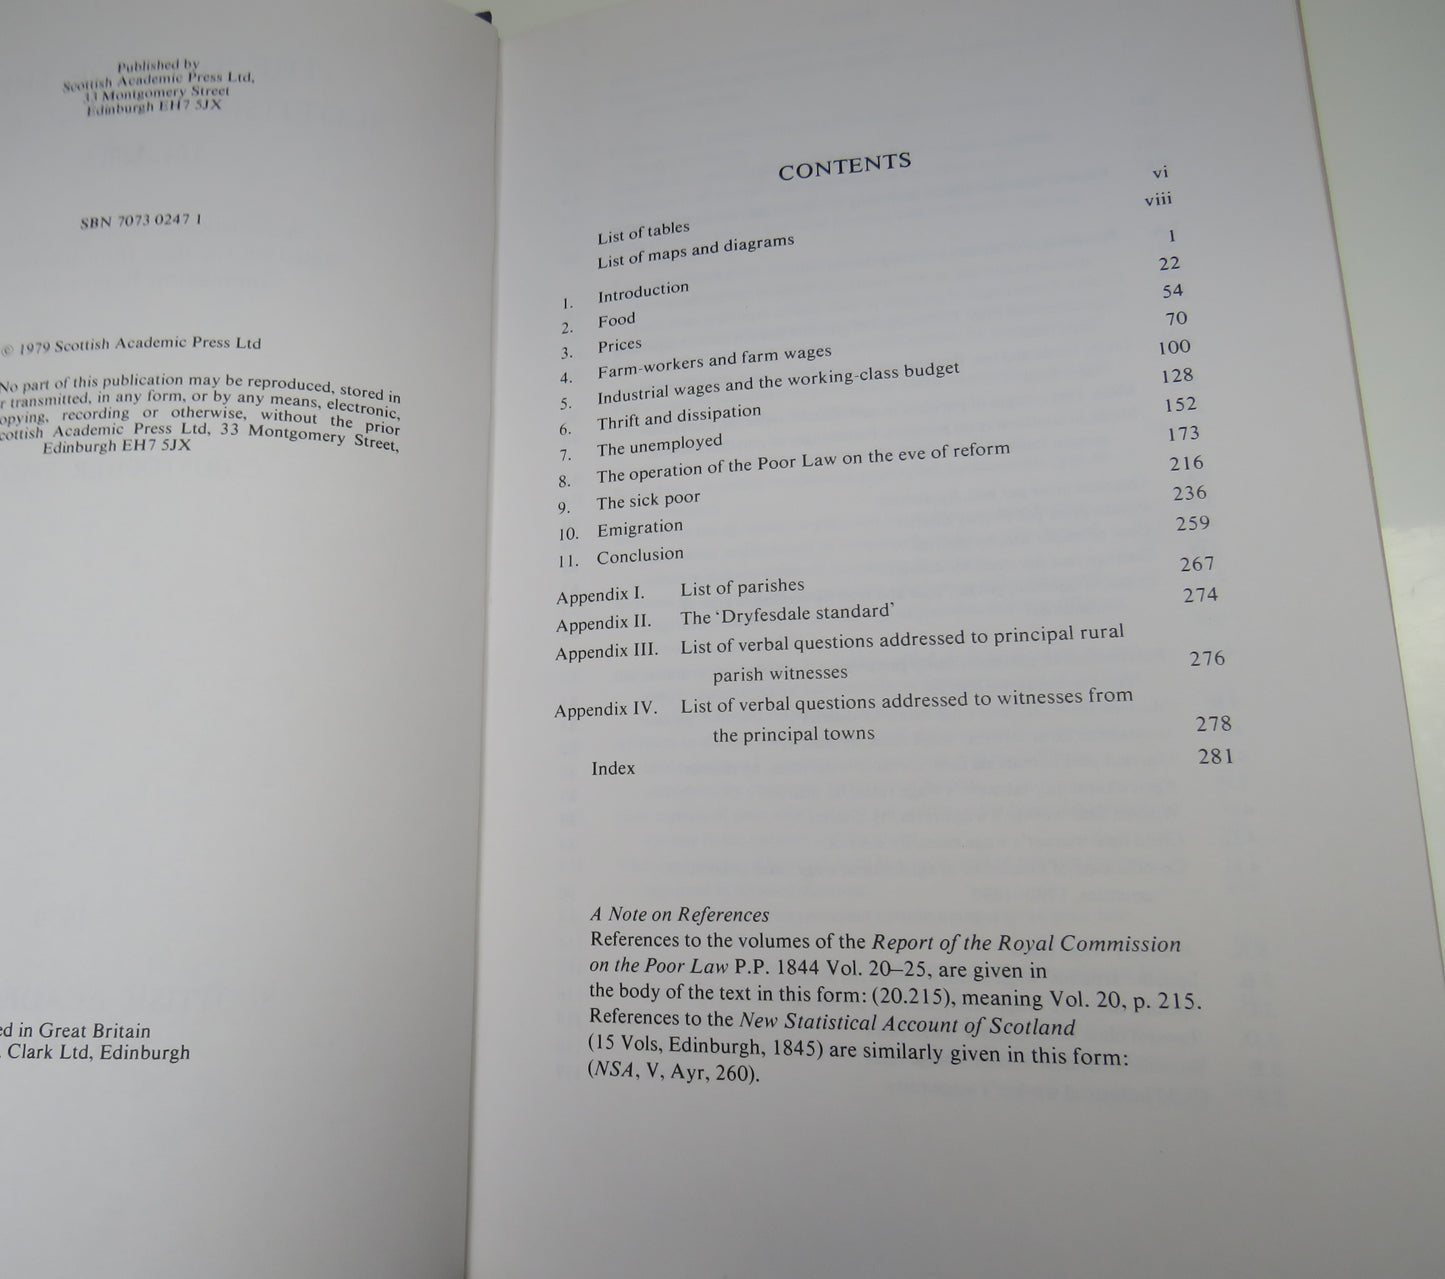 Published by
Scottish Academic Press Ltd,
33 Montgomery Street
Edinburgh EH7 5JX
SBN 7073 0247 1
© 1979 Scottish Academic Press Ltd
No part of this publication may be reproduced, stored in
transmitted, in any form, or by any means, electronic,
opying, recording or otherwise, without the prior
cottish Academic Press Ltd, 33 Montgomery Street,
Edinburgh EH7 5JX
ed in Great Britain
. Clark Ltd, Edinburgh
CONTENTS
List of tables vi
List of maps and diagrams viii
1. Introduction 1
2. Food 22
3. Prices 54
4. Farm-workers and farm wages 70
5. Industrial wages and the working-class budget 100
6. Thrift and dissipation 128
7. The unemployed 152
8. The operation of the Poor Law on the eve of reform 173
9. The sick poor 216
10. Emigration 236
11. Conclusion 259
Appendix I. List of parishes 267
Appendix II. The ‘Dryfesdale standard’ 274
Appendix III. List of verbal questions addressed to principal rural
parish witnesses 276
Appendix IV. List of verbal questions addressed to witnesses from
the principal towns 278
Index 281
A Note on References
References to the volumes of the Report of the Royal Commission
on the Poor Law P.P. 1844 Vol. 20–25, are given in
the body of the text in this form: (20.215), meaning Vol. 20, p. 215.
References to the New Statistical Account of Scotland
(15 Vols, Edinburgh, 1845) are similarly given in this form:
(NSA, V, Ayr, 260).